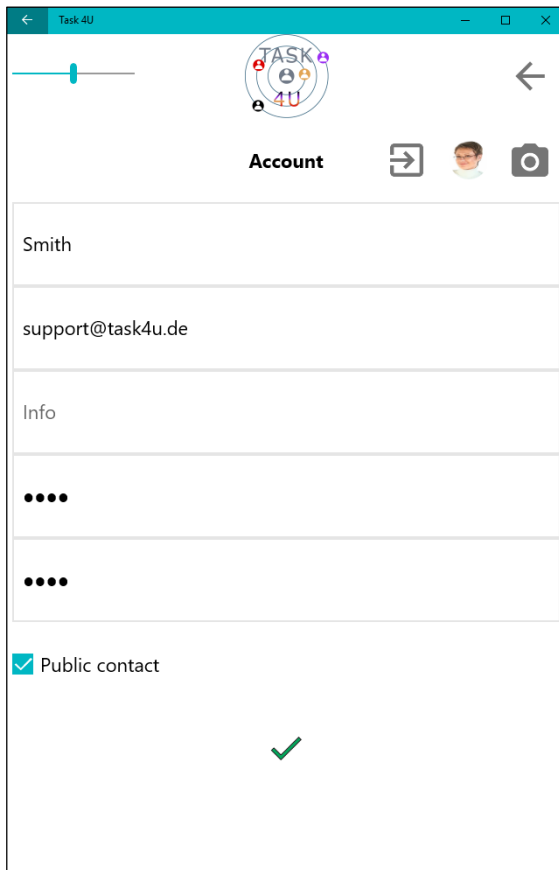 Task 4U
TASK
4U
Account
Smith
support@task4u.de
Info
••••
••••
Public contact